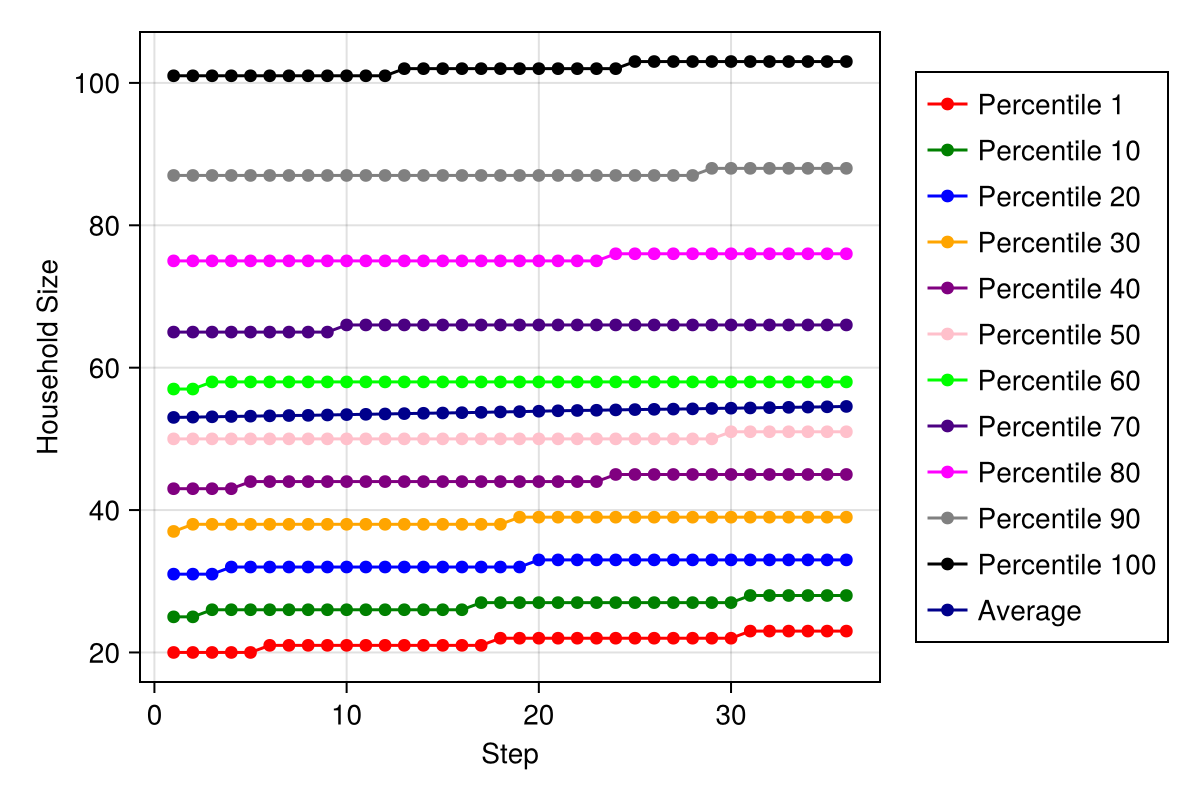 100
80
60
40
20
Household Size
0 10 20 30
Step
Percentile 1
Percentile 10
Percentile 20
Percentile 30
Percentile 40
Percentile 50
Percentile 60
Percentile 70
Percentile 80
Percentile 90
Percentile 100
Average